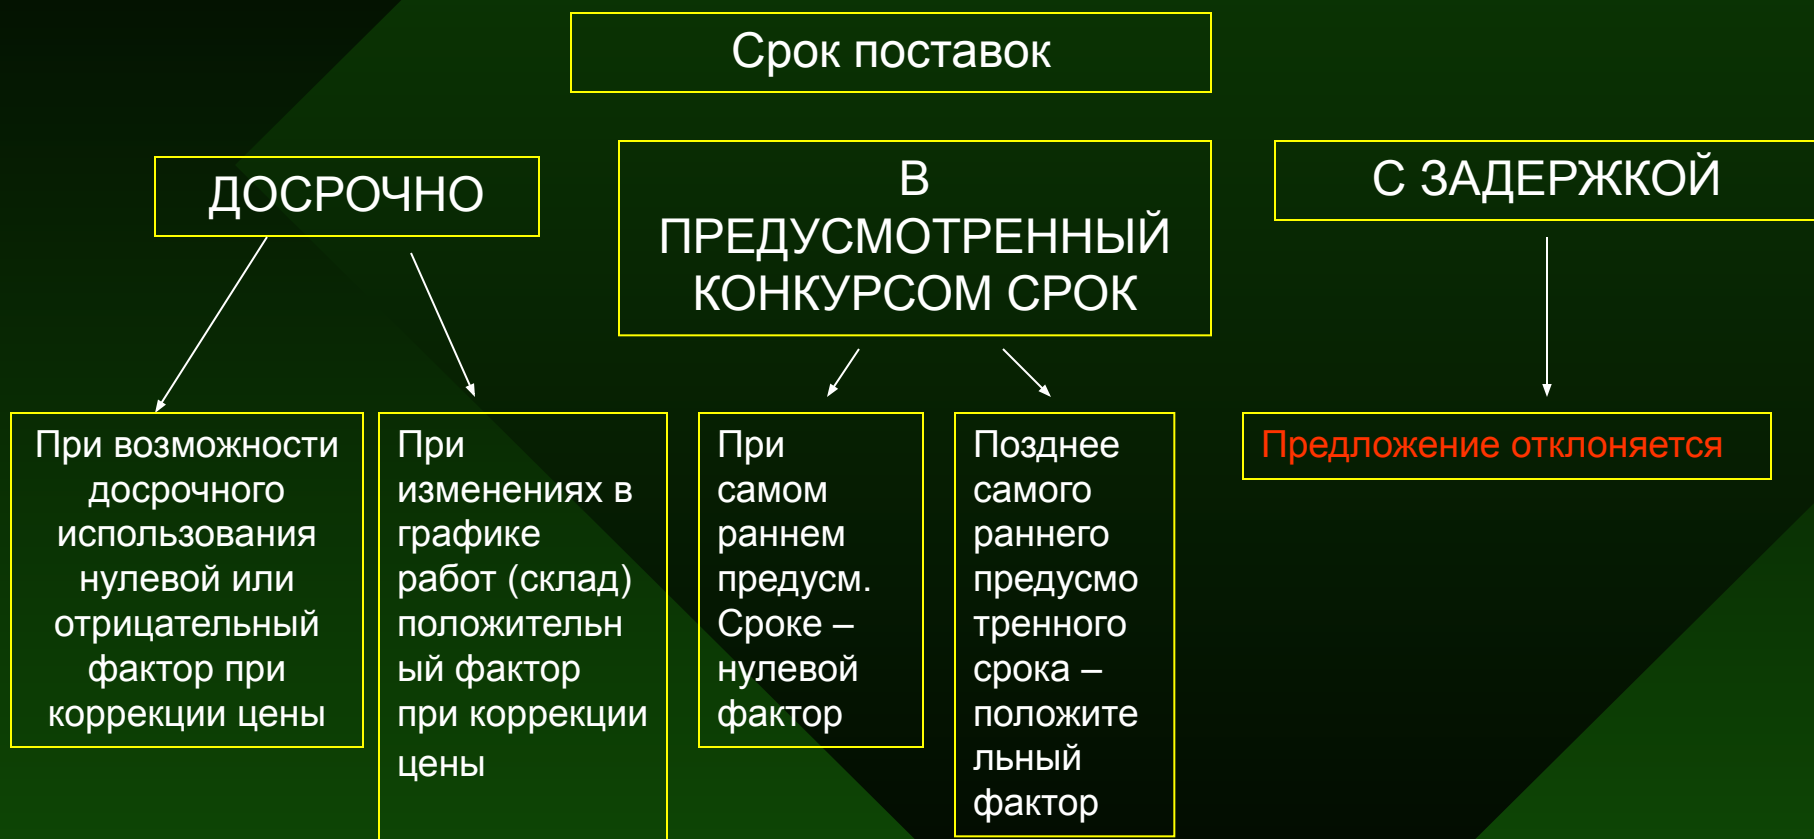 Срок поставок
ДОСРОЧНО
В
ПРЕДУСМОТРЕННЫЙ
КОНКУРСОМ СРОК
С ЗАДЕРЖКОЙ
При возможности
досрочного
использования
нулевой или
отрицательный
фактор при
коррекции цены
При
изменениях в
графике
работ (склад)
положительн
ый фактор
при коррекции
цены
При
самом
раннем
предусм.
Сроке –
нулевой
фактор
Позднее
самого
раннего
предусмо
тренного
срока –
положите
льный
фактор
Предложение отклоняется